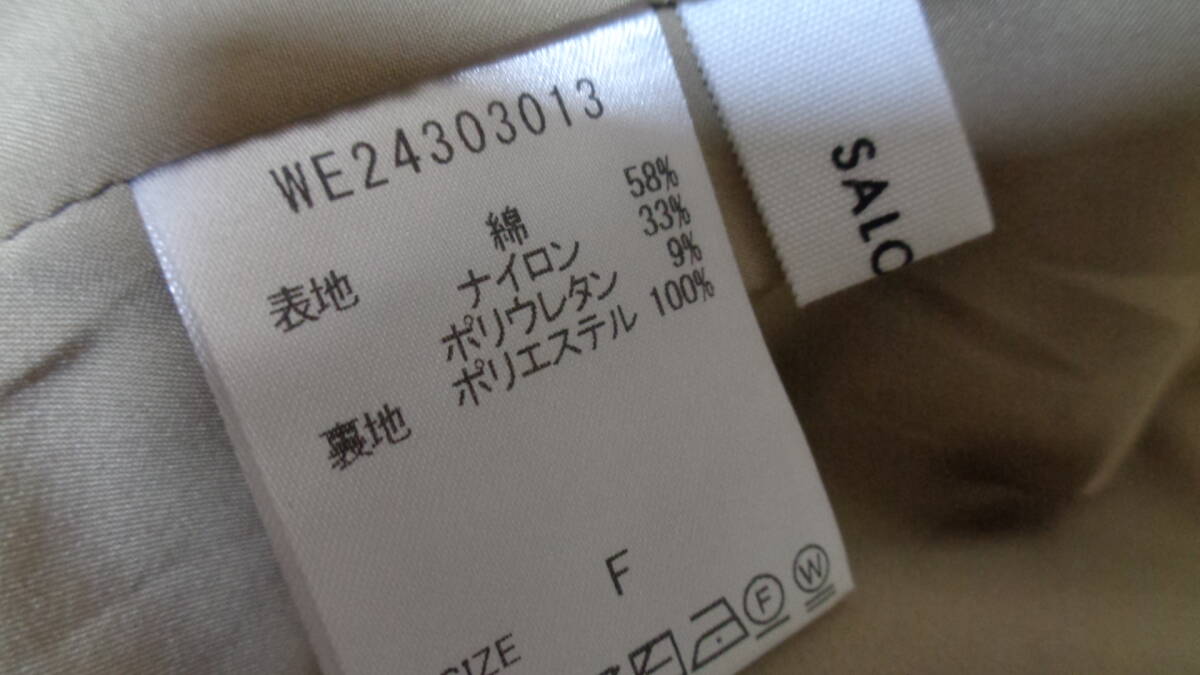 WE24303013
表地 綿 58%
ナイロン 33%
ポリウレタン 9%
裏地 ポリエステル 100%
F
SIZE
F
W
SALO